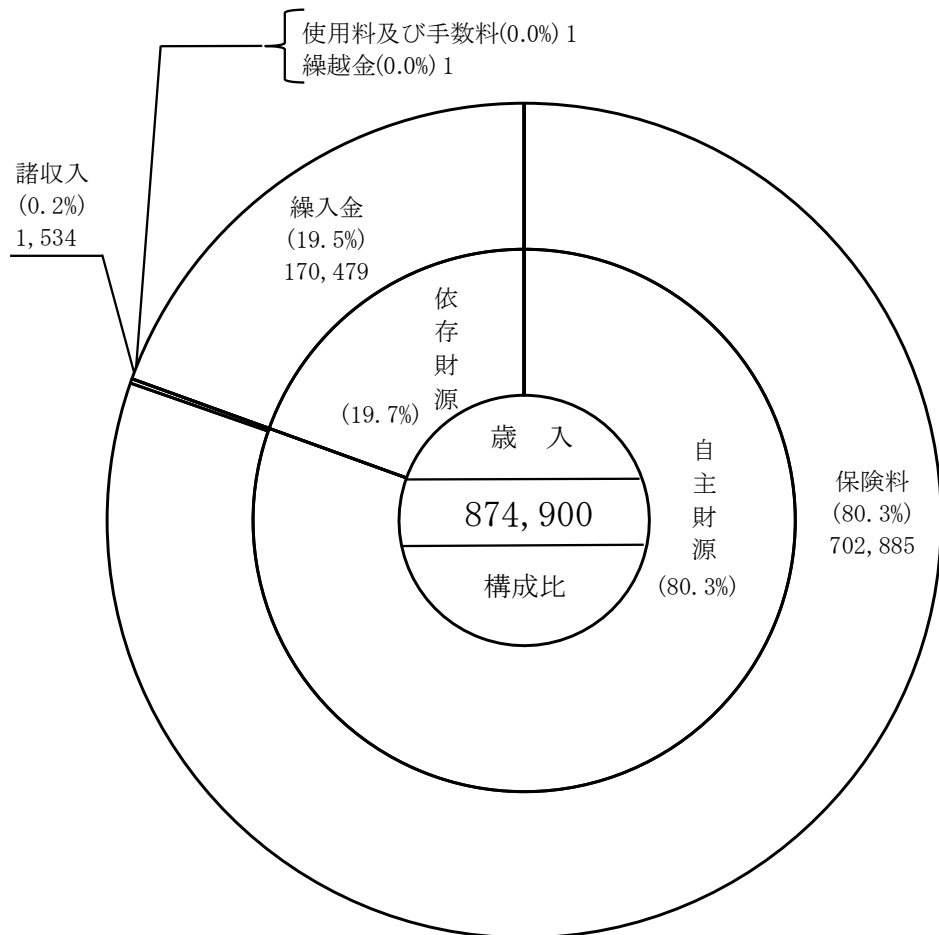 使用料及び手数料(0.0%) 1
繰越金(0.0%) 1
諸収入
(0.2%)
1,534
繰入金
(19.5%)
170,479
依存財源
(19.7%)
歳 入
874,900
構成比
自主財源
(80.3%)
保険料
(80.3%)
702,885